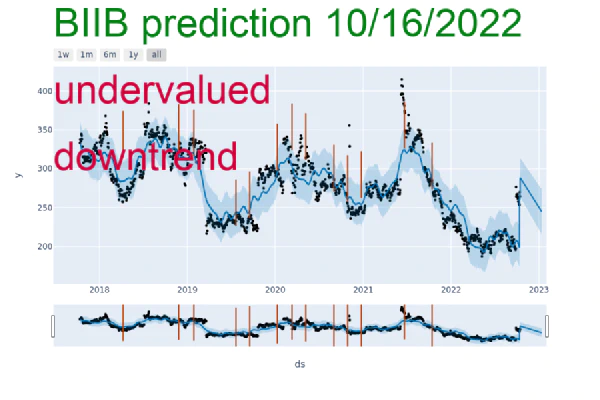 BIIB prediction 10/16/2022
1w 1m 6m 1y all
undervalued
downtrend
400
350
300
250
200
y
2018 2019 2020 2021 2022 2023
ds